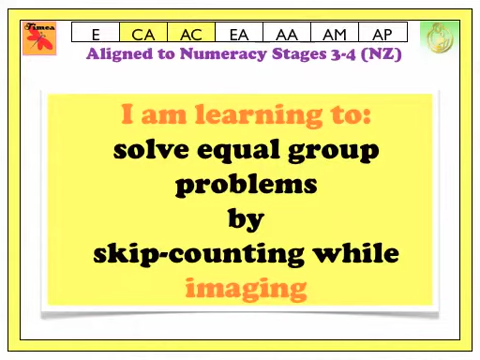 Timea
E CA AC EA AA AM AP
Aligned to Numeracy Stages 3-4 (NZ)
I am learning to:
solve equal group
problems
by
skip-counting while
imaging